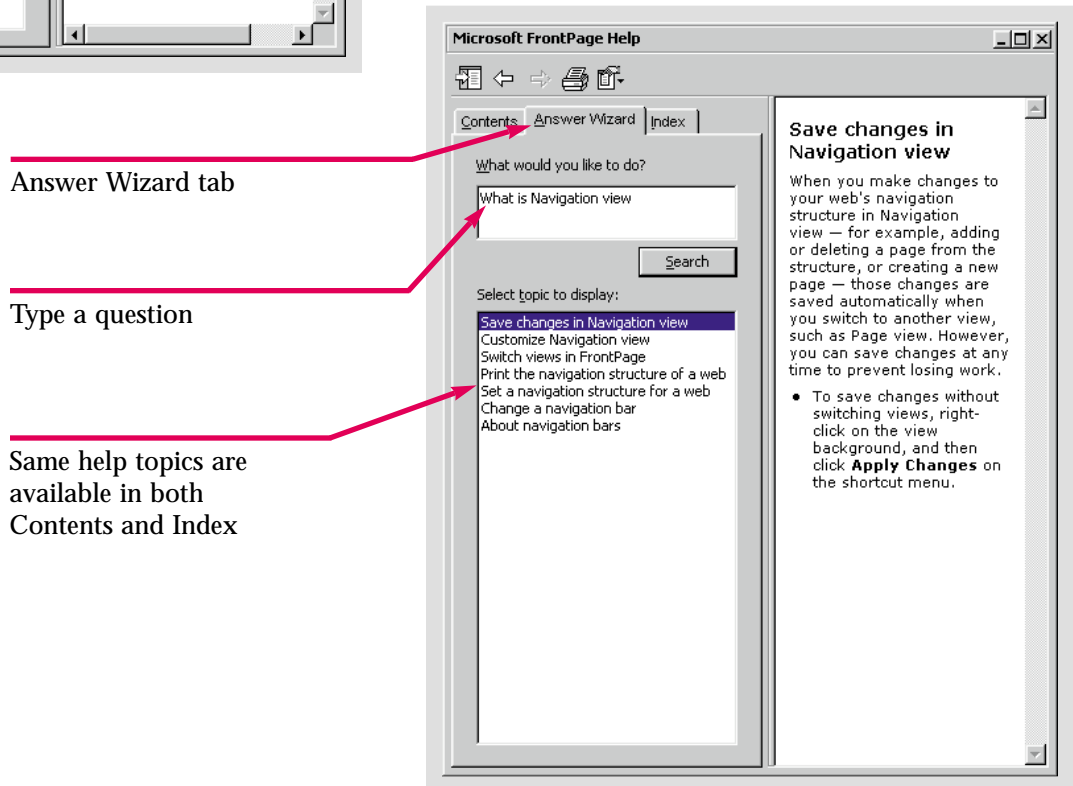 Microsoft FrontPage Help
Contents
Answer Wizard
Index
What would you like to do?
What is Navigation view
Search
Select topic to display:
Save changes in Navigation view
Customize Navigation view
Switch views in FrontPage
Print the navigation structure of a web
Set a navigation structure for a web
Change a navigation bar
About navigation bars
Save changes in
Navigation view
When you make changes to
your web's navigation
structure in Navigation
view — for example, adding
or deleting a page from the
structure, or creating a new
page — those changes are
saved automatically when
you switch to another view,
such as Page view. However,
you can save changes at any
time to prevent losing work.
• To save changes without
switching views, right-
click on the view
background, and then
click Apply Changes on
the shortcut menu.
Answer Wizard tab
Type a question
Same help topics are
available in both
Contents and Index